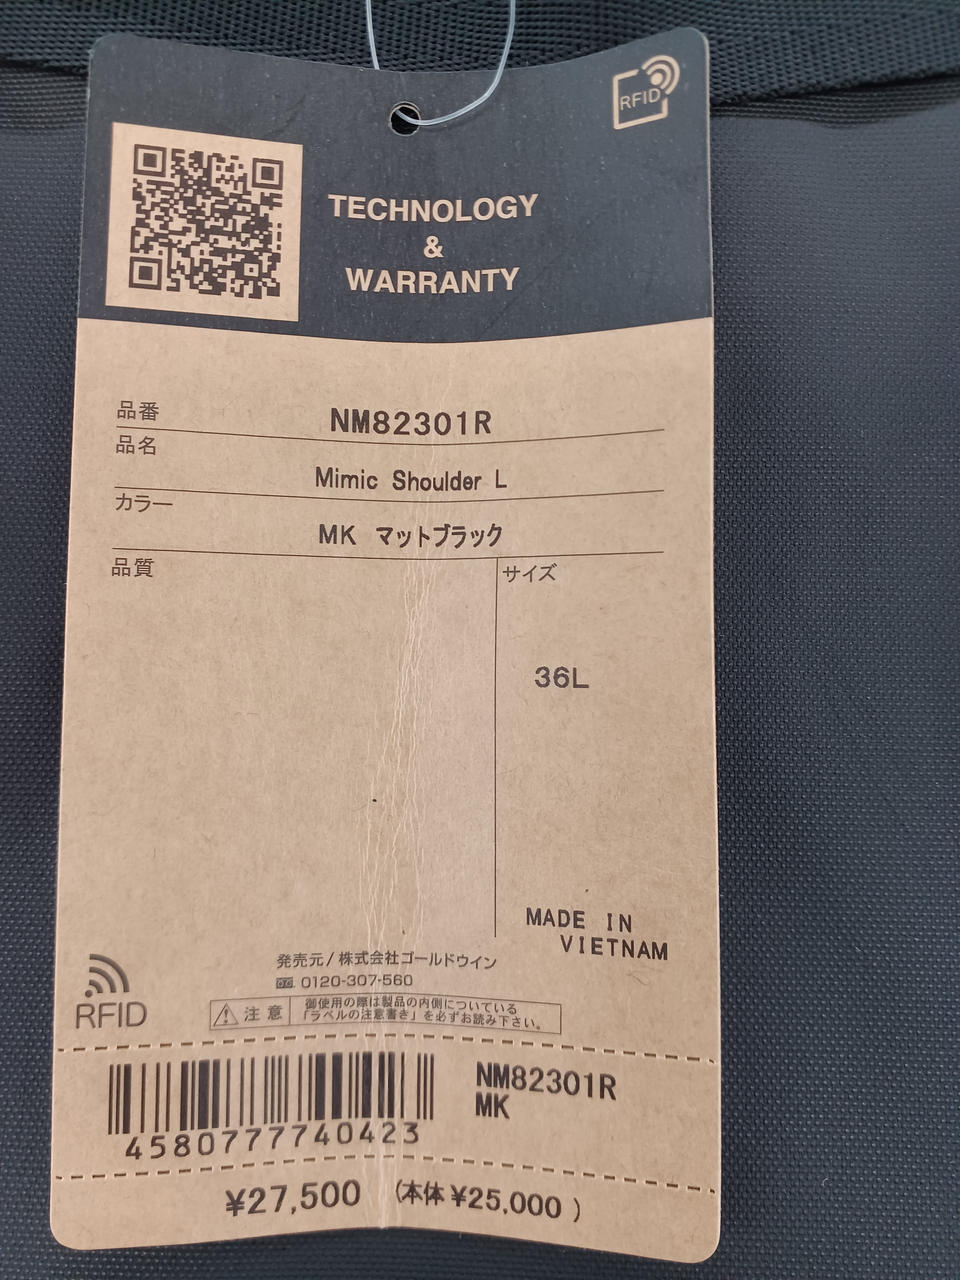 RFID
TECHNOLOGY
&
WARRANTY
品番 NM82301R
品名
Mimic Shoulder L
カラー
MK マットブラック
品質
サイズ
36L
MADE IN
VIETNAM
発売元/株式会社ゴールドウイン
0120-307-560
RFID
注意
御使用の際は製品の内側についている
「ラベルの注意書き」を必ずお読み下さい。
4580777740423
NM82301R
MK
¥27,500 (本体¥25,000)